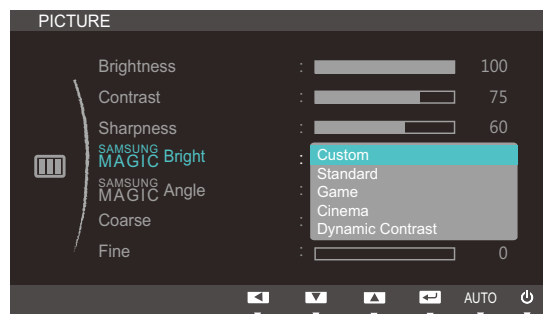 PICTURE
Brightness : 100
Contrast : 75
Sharpness : 60
SAMSUNG MAGIC Bright : Custom
Standard
SAMSUNG MAGIC Angle : Game
Cinema
Coarse : Dynamic Contrast
Fine : 0
AUTO